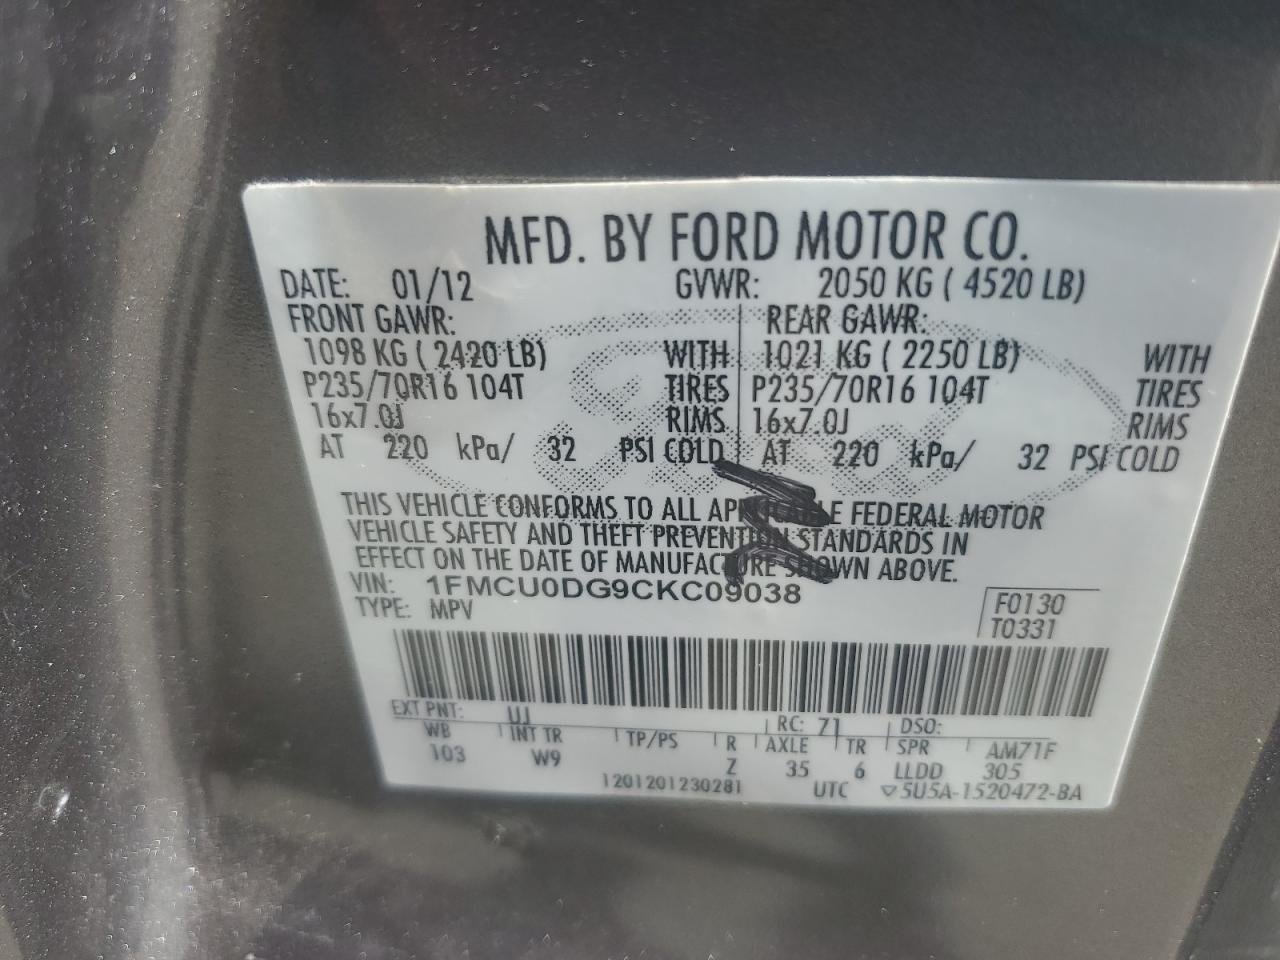 MFD. BY FORD MOTOR CO.
DATE: 01/12 GVWR: 2050 KG ( 4520 LB)
FRONT GAWR: REAR GAWR:
1098 KG ( 2420 LB) WITH 1021 KG ( 2250 LB) WITH
P235/70R16 104T TIRES P235/70R16 104T TIRES
16x7.0J RIMS 16x7.0J RIMS
AT 220 kPa/ 32 PSI COLD AT 220 kPa/ 32 PSI COLD
THIS VEHICLE CONFORMS TO ALL APPLICABLE FEDERAL MOTOR
VEHICLE SAFETY AND THEFT PREVENTION STANDARDS IN
EFFECT ON THE DATE OF MANUFACTURE SHOWN ABOVE.
VIN: 1FMCU0DG9CKC09038
TYPE: MPV
F0130
T0331
EXT PNT: UJ RC: 71 DSO:
WB INT TR TP/PS R AXLE TR SPR AM71F
103 W9 Z 35 6 LLDD 305
1201201230281 UTC ▽5U5A-1520472-BA